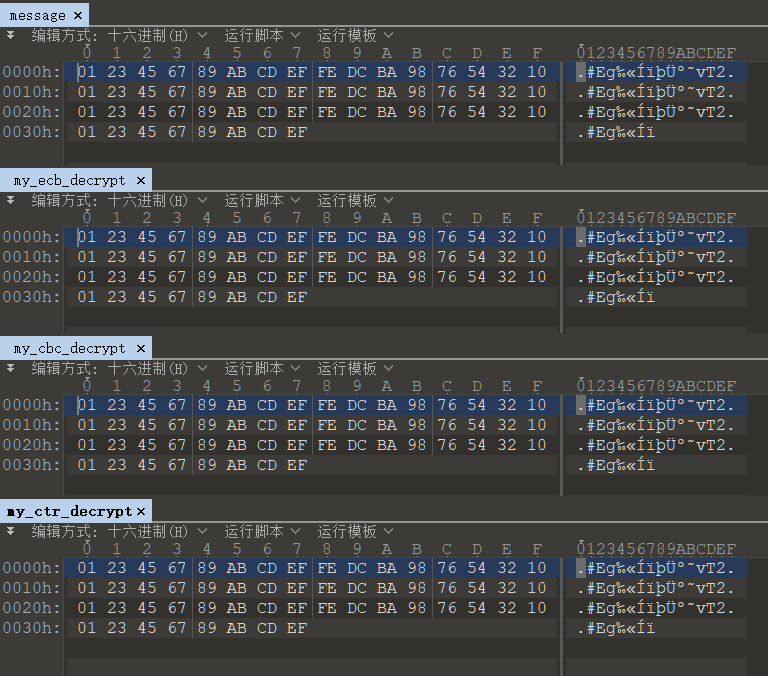 message ×
编辑方式: 十六进制(H) 运行脚本 运行模板
0 1 2 3 4 5 6 7 8 9 A B C D E F 0123456789ABCDEF
0000h: 01 23 45 67 89 AB CD EF FE DC BA 98 76 54 32 10 .#Eg‰«ÍïþÜº˜vT2.
0010h: 01 23 45 67 89 AB CD EF FE DC BA 98 76 54 32 10 .#Eg‰«ÍïþÜº˜vT2.
0020h: 01 23 45 67 89 AB CD EF FE DC BA 98 76 54 32 10 .#Eg‰«ÍïþÜº˜vT2.
0030h: 01 23 45 67 89 AB CD EF .#Eg‰«Íï
my_ecb_decrypt ×
编辑方式: 十六进制(H) 运行脚本 运行模板
0 1 2 3 4 5 6 7 8 9 A B C D E F 0123456789ABCDEF
0000h: 01 23 45 67 89 AB CD EF FE DC BA 98 76 54 32 10 .#Eg‰«ÍïþÜº˜vT2.
0010h: 01 23 45 67 89 AB CD EF FE DC BA 98 76 54 32 10 .#Eg‰«ÍïþÜº˜vT2.
0020h: 01 23 45 67 89 AB CD EF FE DC BA 98 76 54 32 10 .#Eg‰«ÍïþÜº˜vT2.
0030h: 01 23 45 67 89 AB CD EF .#Eg‰«Íï
my_cbc_decrypt ×
编辑方式: 十六进制(H) 运行脚本 运行模板
0 1 2 3 4 5 6 7 8 9 A B C D E F 0123456789ABCDEF
0000h: 01 23 45 67 89 AB CD EF FE DC BA 98 76 54 32 10 .#Eg‰«ÍïþÜº˜vT2.
0010h: 01 23 45 67 89 AB CD EF FE DC BA 98 76 54 32 10 .#Eg‰«ÍïþÜº˜vT2.
0020h: 01 23 45 67 89 AB CD EF FE DC BA 98 76 54 32 10 .#Eg‰«ÍïþÜº˜vT2.
0030h: 01 23 45 67 89 AB CD EF .#Eg‰«Íï
my_ctr_decrypt ×
编辑方式: 十六进制(H) 运行脚本 运行模板
0 1 2 3 4 5 6 7 8 9 A B C D E F 0123456789ABCDEF
0000h: 01 23 45 67 89 AB CD EF FE DC BA 98 76 54 32 10 .#Eg‰«ÍïþÜº˜vT2.
0010h: 01 23 45 67 89 AB CD EF FE DC BA 98 76 54 32 10 .#Eg‰«ÍïþÜº˜vT2.
0020h: 01 23 45 67 89 AB CD EF FE DC BA 98 76 54 32 10 .#Eg‰«ÍïþÜº˜vT2.
0030h: 01 23 45 67 89 AB CD EF .#Eg‰«Íï